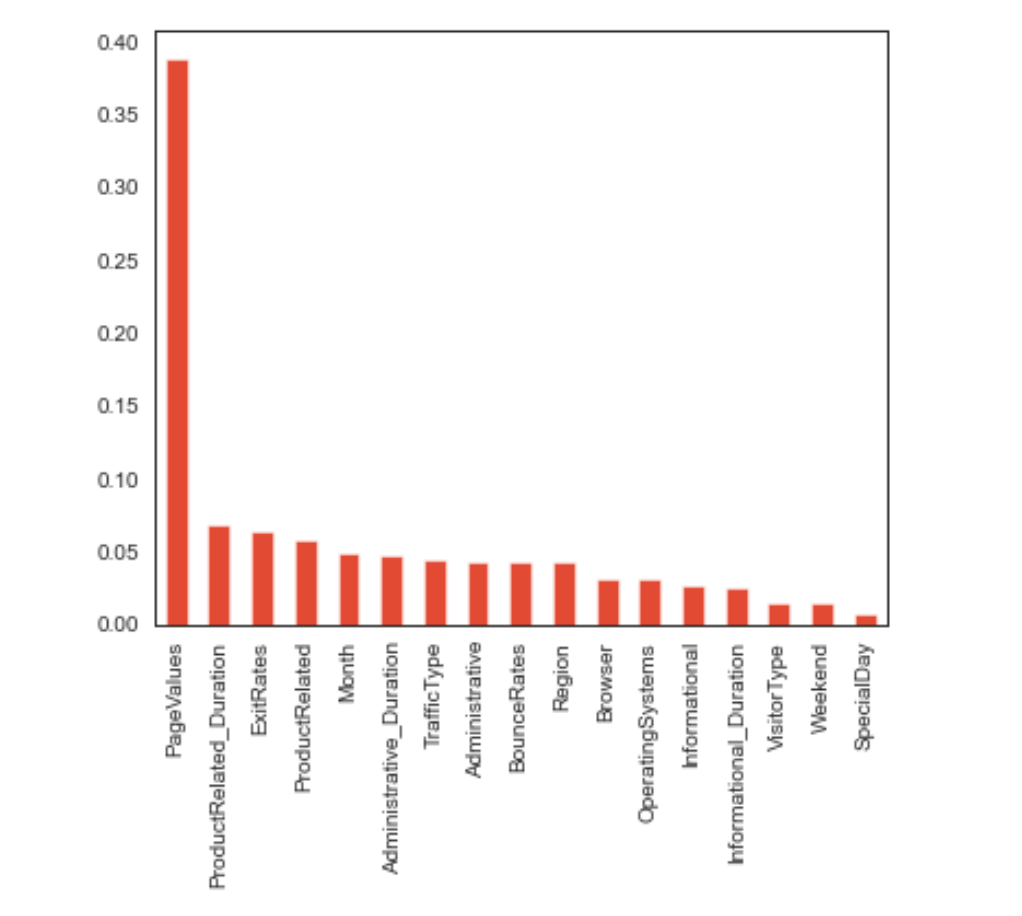 0.40
0.35
0.30
0.25
0.20
0.15
0.10
0.05
0.00
PageValues
ProductRelated_Duration
ExitRates
ProductRelated
Month
Administrative_Duration
TrafficType
Administrative
BounceRates
Region
Browser
OperatingSystems
Informational
Informational_Duration
VisitorType
Weekend
SpecialDay